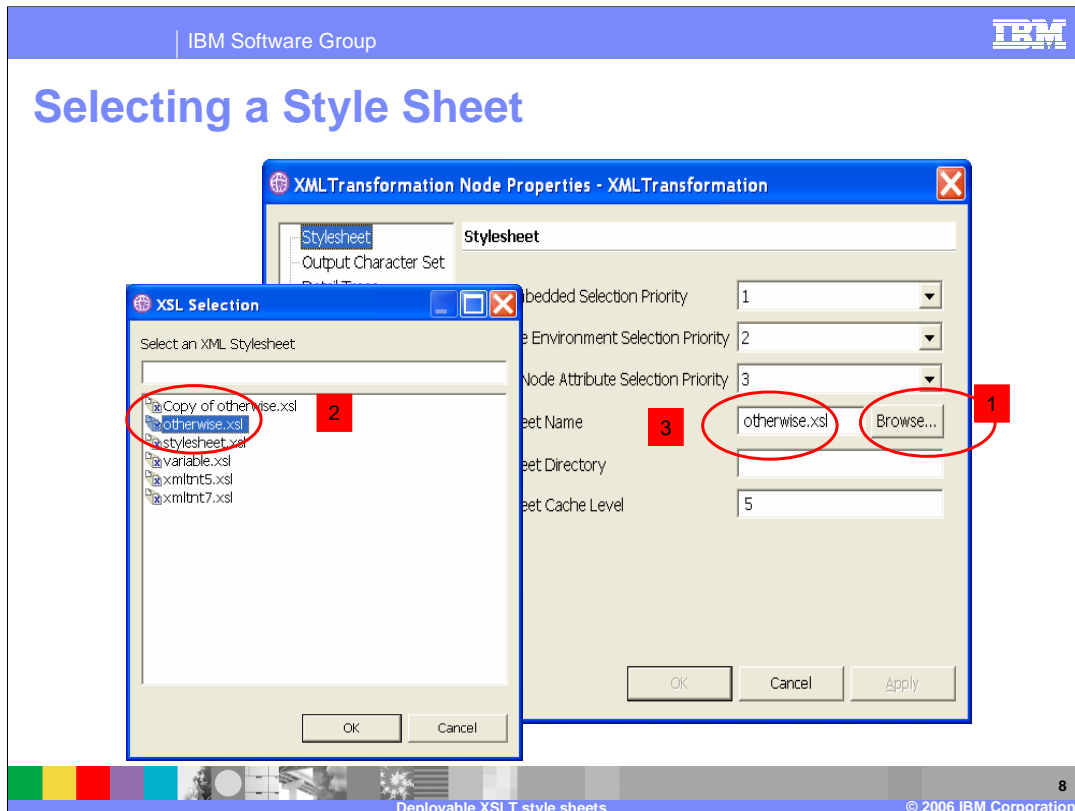 IBM Software Group
IBM
Selecting a Style Sheet
XMLTransformation Node Properties - XMLTransformation
Stylesheet
Output Character Set
Stylesheet
bedded Selection Priority
1
e Environment Selection Priority
2
Node Attribute Selection Priority
3
eet Name
3
otherwise.xsl
Browse...
1
eet Directory
eet Cache Level
5
OK
Cancel
Apply
XSL Selection
Select an XML Stylesheet
Copy of otherwise.xsl
otherwise.xsl
2
stylesheet.xsl
variable.xsl
xmltnt5.xsl
xmltnt7.xsl
OK
Cancel
8
Deployable XSLT style sheets
© 2006 IBM Corporation